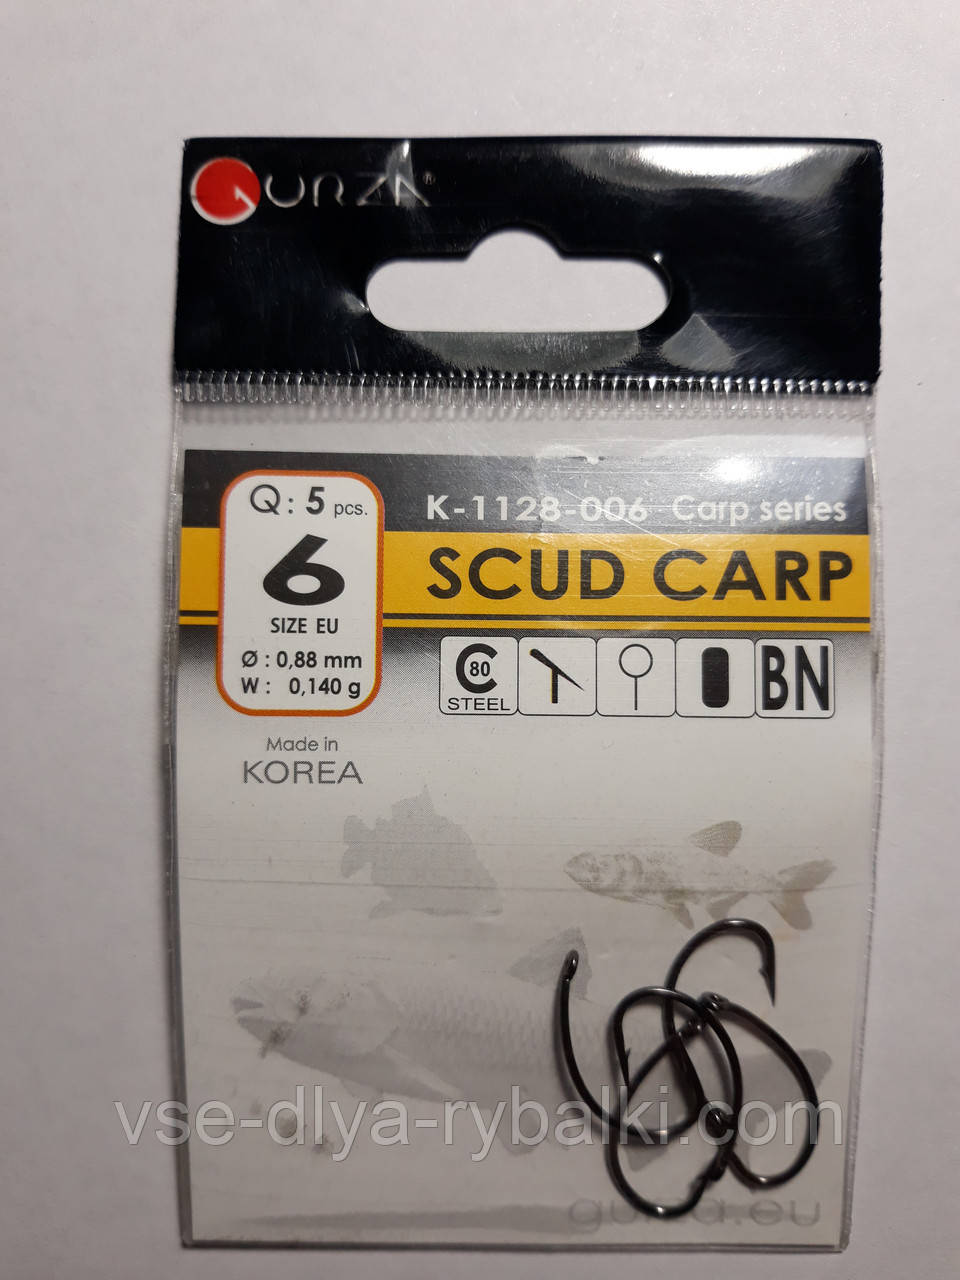 GURZA®
Q: 5 pcs.
6
SIZE EU
Ø : 0,88 mm
W : 0,140 g
K-1128-006 Carp series
SCUD CARP
C 80
STEEL
BN
Made in
KOREA
vse-dlya-rybalki.com
gurza.eu